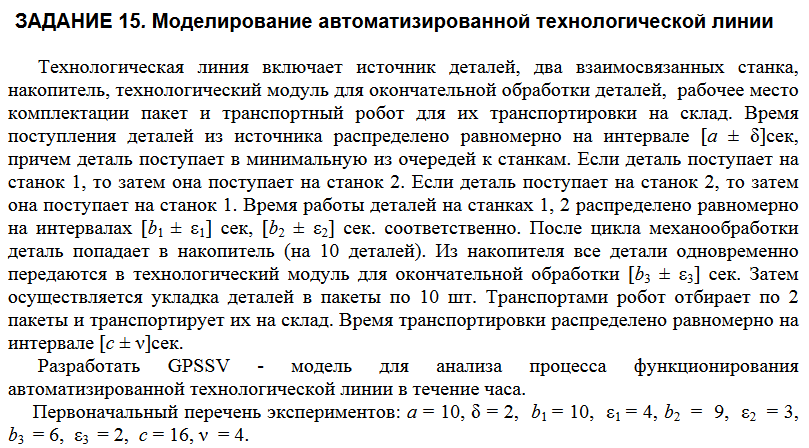 ЗАДАНИЕ 15. Моделирование автоматизированной технологической линии
Технологическая линия включает источник деталей, два взаимосвязанных станка,
накопитель, технологический модуль для окончательной обработки деталей, рабочее место
комплектации пакет и транспортный робот для их транспортировки на склад. Время
поступления деталей из источника распределено равномерно на интервале [a ± δ]сек,
причем деталь поступает в минимальную из очередей к станкам. Если деталь поступает на
станок 1, то затем она поступает на станок 2. Если деталь поступает на станок 2, то затем
она поступает на станок 1. Время работы деталей на станках 1, 2 распределено равномерно
на интервалах [b₁ ± ε₁] сек, [b₂ ± ε₂] сек. соответственно. После цикла механообработки
деталь попадает в накопитель (на 10 деталей). Из накопителя все детали одновременно
передаются в технологический модуль для окончательной обработки [b₃ ± ε₃] сек. Затем
осуществляется укладка деталей в пакеты по 10 шт. Транспортами робот отбирает по 2
пакеты и транспортирует их на склад. Время транспортировки распределено равномерно на
интервале [c ± ν]сек.
Разработать GPSSV - модель для анализа процесса функционирования
автоматизированной технологической линии в течение часа.
Первоначальный перечень экспериментов: a = 10, δ = 2, b₁ = 10, ε₁ = 4, b₂ = 9, ε₂ = 3,
b₃ = 6, ε₃ = 2, c = 16, ν = 4.